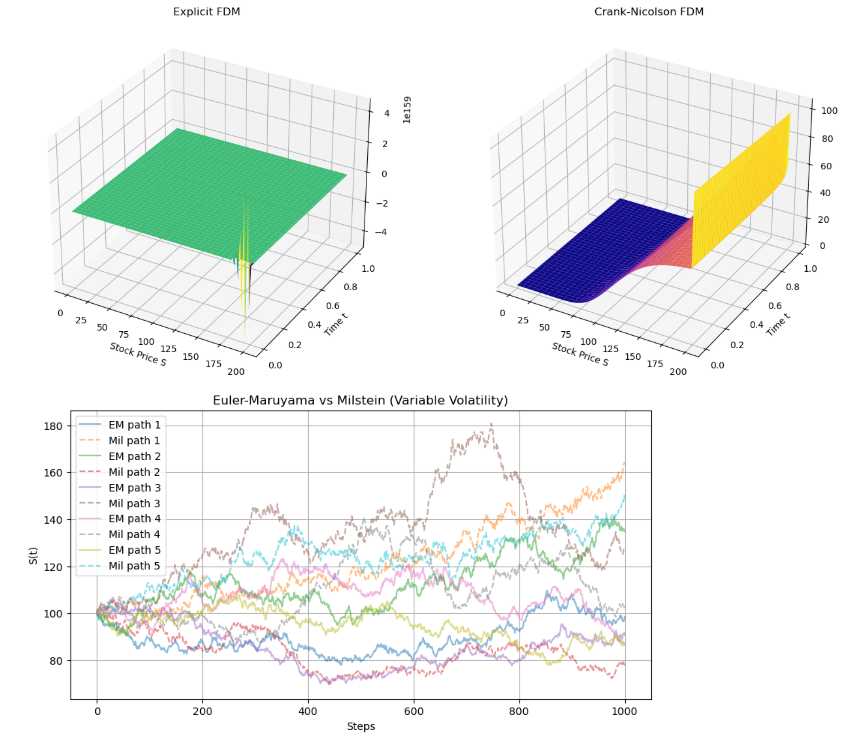 Explicit FDM
1e159
4
2
0
−2
−4
0
25
50
75
100
125
150
175
200
Stock Price S
0.0
0.2
0.4
0.6
0.8
1.0
Time t
Crank-Nicolson FDM
100
80
60
40
20
0
0
25
50
75
100
125
150
175
200
Stock Price S
0.0
0.2
0.4
0.6
0.8
1.0
Time t
Euler-Maruyama vs Milstein (Variable Volatility)
EM path 1
Mil path 1
EM path 2
Mil path 2
EM path 3
Mil path 3
EM path 4
Mil path 4
EM path 5
Mil path 5
180
160
140
120
100
80
S(t)
0
200
400
600
800
1000
Steps